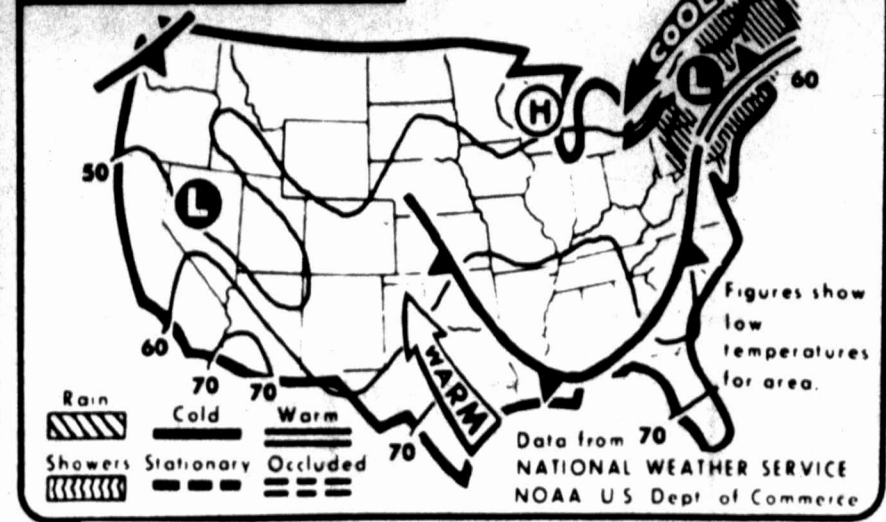 COOL
L
60
H
50
L
60
70
70
WARM
70
70
Figures show
low
temperatures
for area.
Rain
Cold
Warm
Showers
Stationary
Occluded
Data from
NATIONAL WEATHER SERVICE
NOAA U S Dept of Commerce